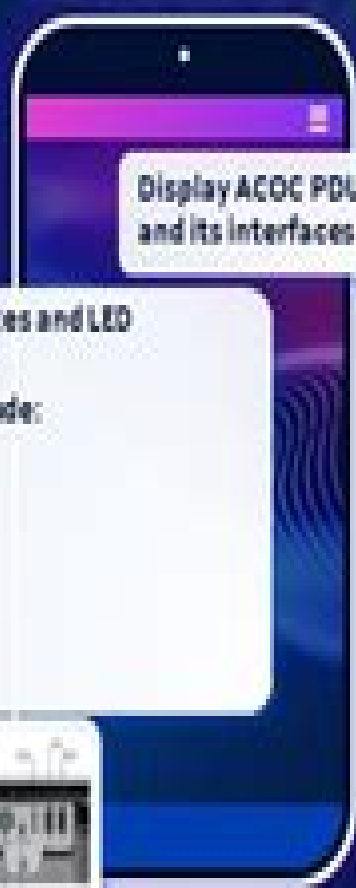 Display ACOC PDU
and its interfaces
es and LED
de: